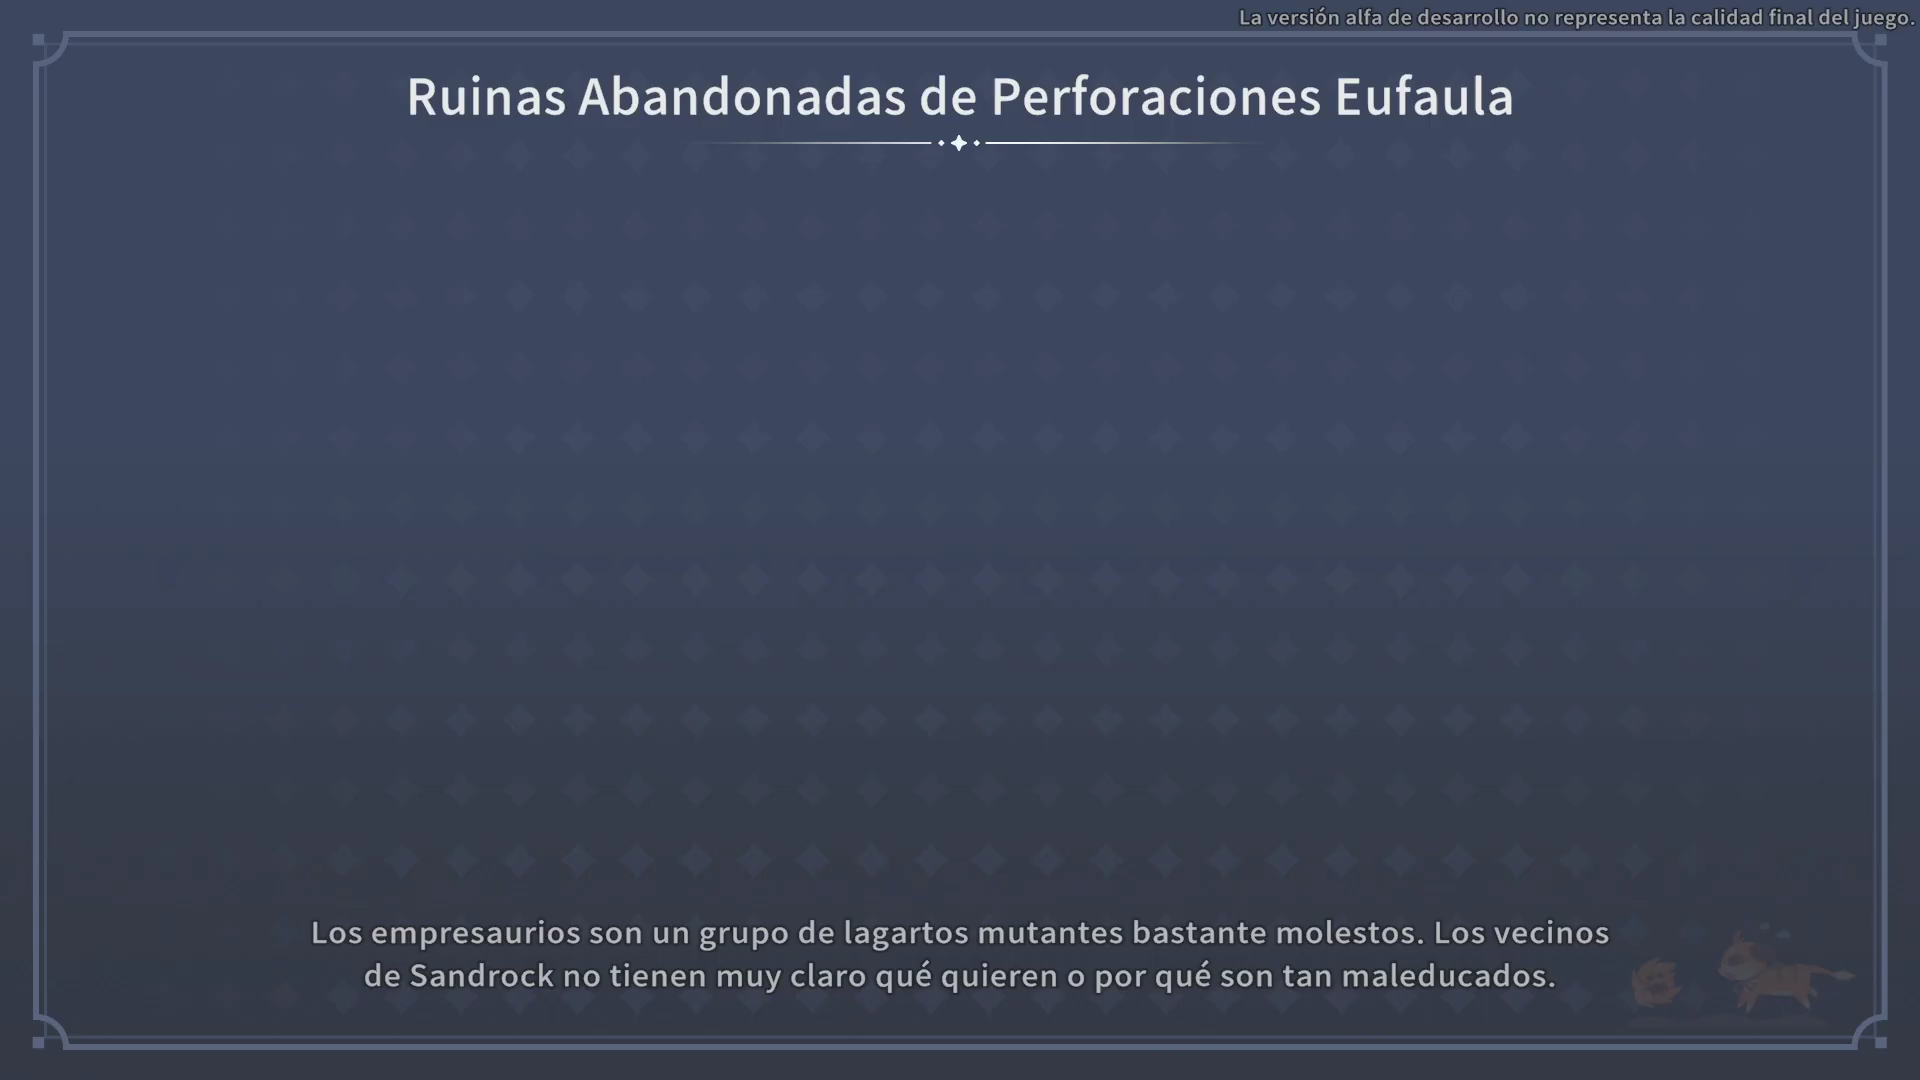 La versión alfa de desarrollo no representa la calidad final del juego.
Ruinas Abandonadas de Perforaciones Eufaula
Los empresaurios son un grupo de lagartos mutantes bastante molestos. Los vecinos
de Sandrock no tienen muy claro qué quieren o por qué son tan maleducados.